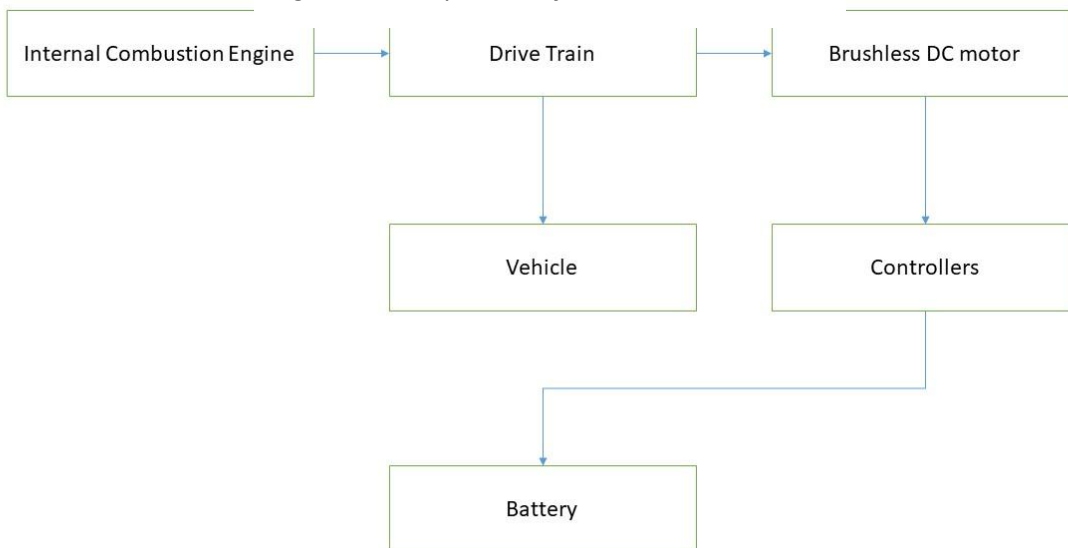 Internal Combustion Engine
Drive Train
Brushless DC motor
Vehicle
Controllers
Battery